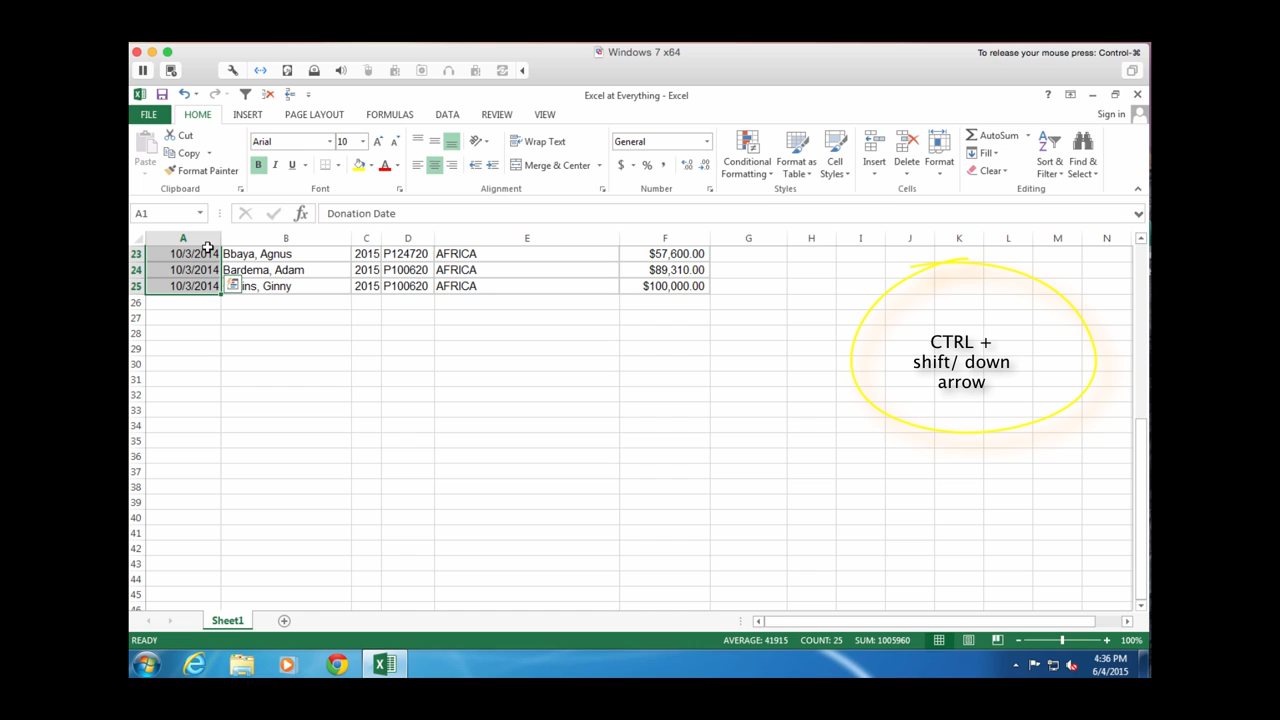 Windows 7 x64
To release your mouse press: Control-⌘
Excel at Everything - Excel
?
FILE HOME INSERT PAGE LAYOUT FORMULAS DATA REVIEW VIEW Sign in
Paste
Cut
Copy
Format Painter
Clipboard
Arial 10
B I U
Font
Wrap Text
Merge & Center
Alignment
General
$ % ,
Number
Conditional Formatting
Format as Table
Cell Styles
Styles
Insert
Delete
Format
Cells
AutoSum
Fill
Clear
Sort & Filter
Find & Select
Editing
A1 fx Donation Date
A B C D E F G H I J K L M N
23 10/3/2014 Bbaya, Agnus 2015 P124720 AFRICA $57,600.00
24 10/3/2014 Bardema, Adam 2015 P100620 AFRICA $89,310.00
25 10/3/2014 ins, Ginny 2015 P100620 AFRICA $100,000.00
26
27
28
29
30
31
32
33
34
35
36
37
38
39
40
41
42
43
44
45
46
CTRL +
shift/ down
arrow
Sheet1
READY AVERAGE: 41915 COUNT: 25 SUM: 1005960 100%
4:36 PM
6/4/2015